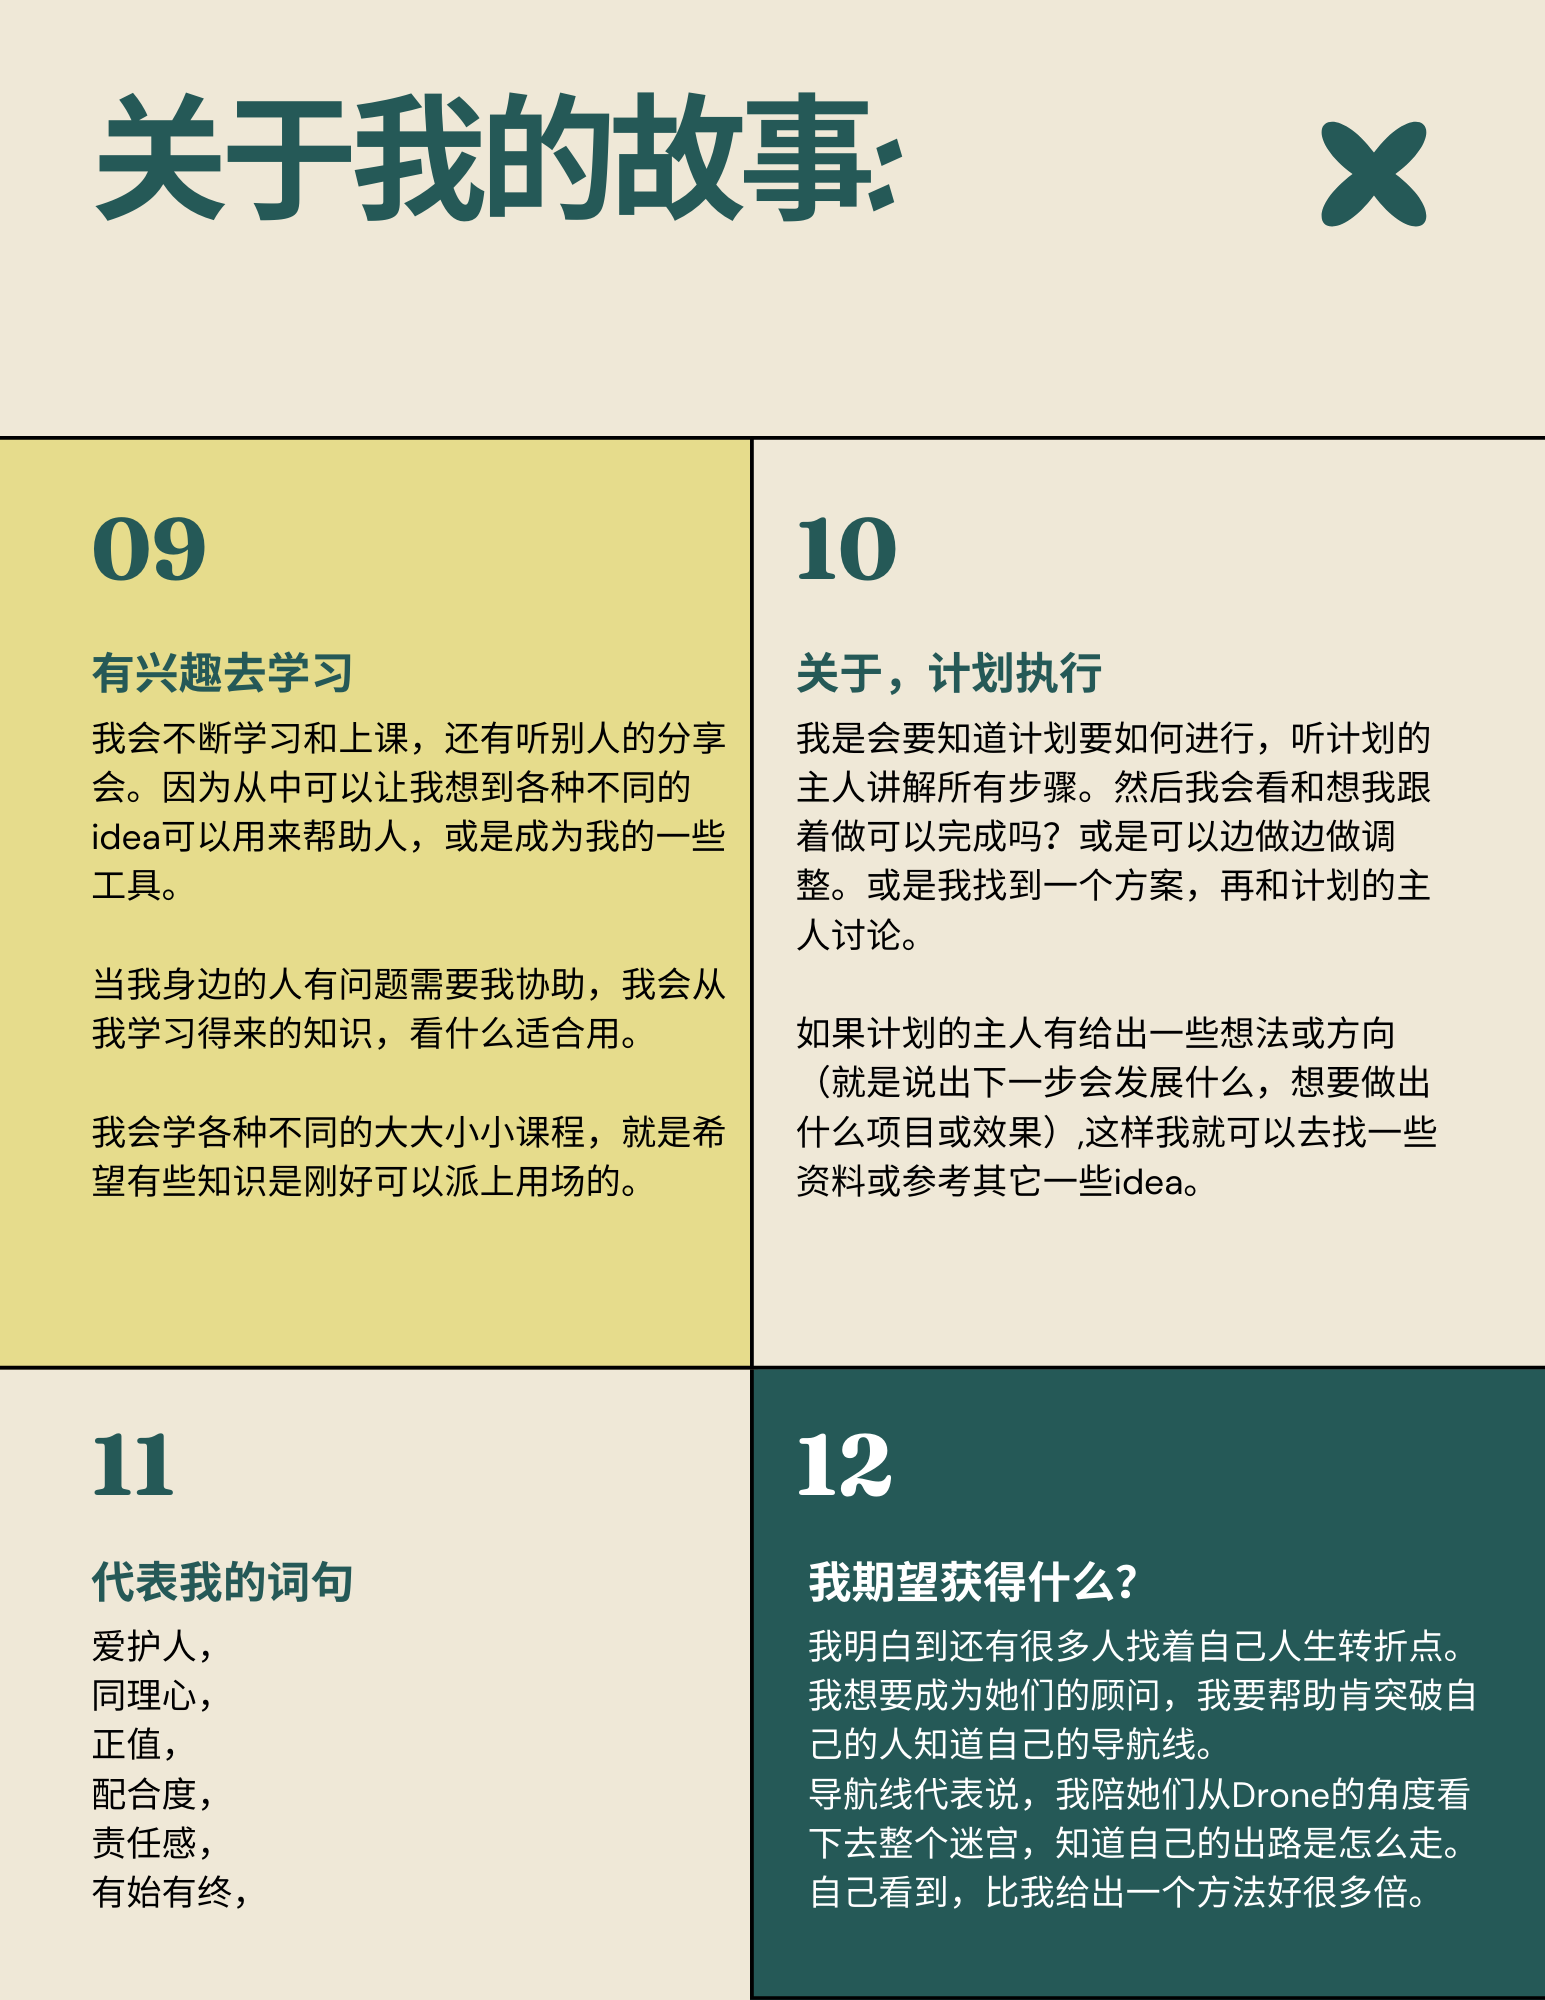 关于我的故事:
09
有兴趣去学习
我会不断学习和上课，还有听别人的分享
会。因为从中可以让我想到各种不同的
idea可以用来帮助人，或是成为我的一些
工具。
当我身边的人有问题需要我协助，我会从
我学习得来的知识，看什么适合用。
我会学各种不同的大大小小课程，就是希
望有些知识是刚好可以派上用场的。
10
关于，计划执行
我是会要知道计划要如何进行，听计划的
主人讲解所有步骤。然后我会看和想我跟
着做可以完成吗？或是可以边做边做调
整。或是我找到一个方案，再和计划的主
人讨论。
如果计划的主人有给出一些想法或方向
（就是说出下一步会发展什么，想要做出
什么项目或效果）,这样我就可以去找一些
资料或参考其它一些idea。
11
代表我的词句
爱护人，
同理心，
正值，
配合度，
责任感，
有始有终，
12
我期望获得什么？
我明白到还有很多人找着自己人生转折点。
我想要成为她们的顾问，我要帮助肯突破自
己的人知道自己的导航线。
导航线代表说，我陪她们从Drone的角度看
下去整个迷宫，知道自己的出路是怎么走。
自己看到，比我给出一个方法好很多倍。